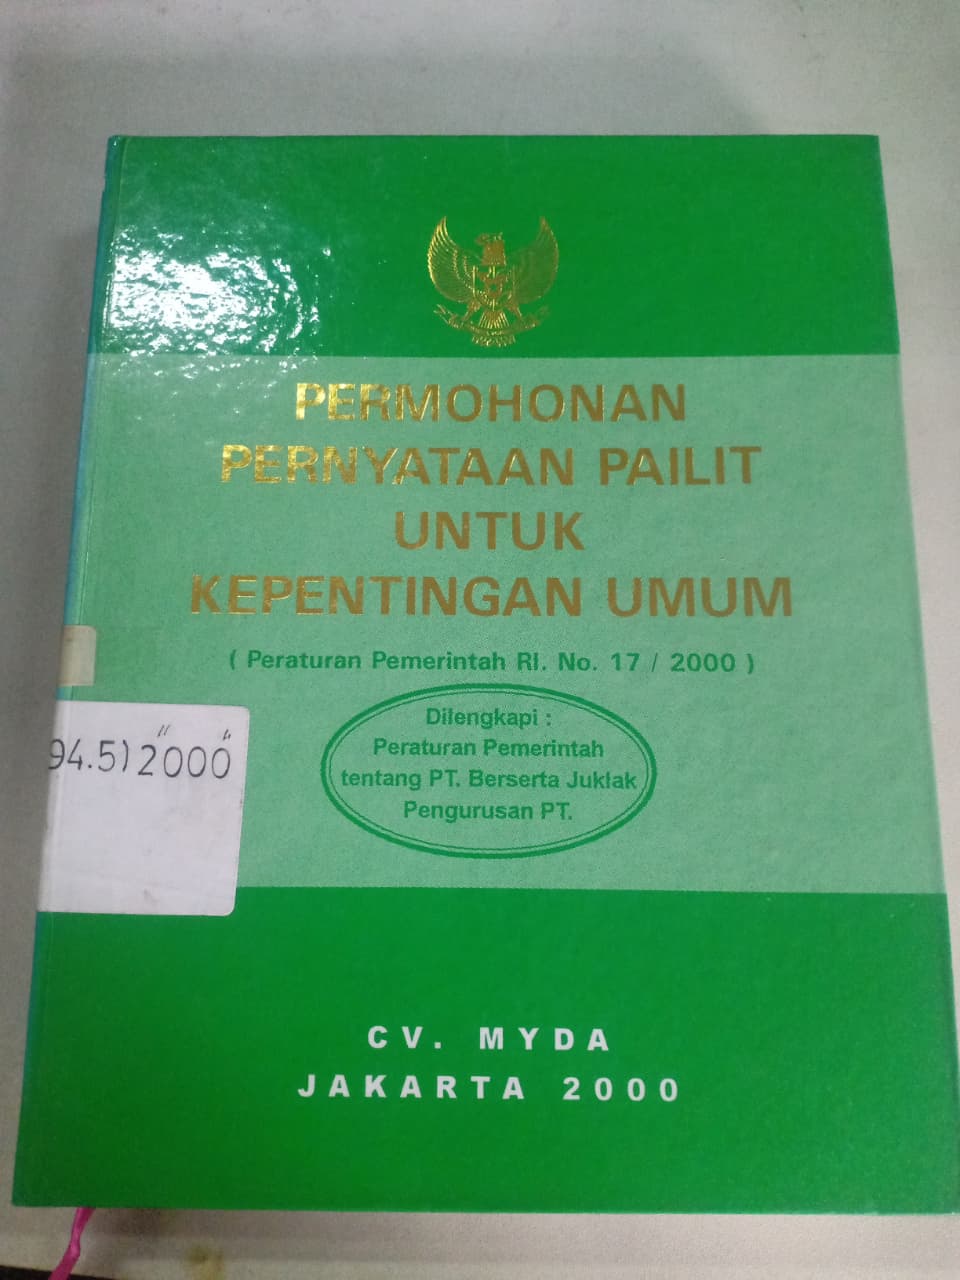 PERMOHONAN
PERNYATAAN PAILIT
UNTUK
KEPENTINGAN UMUM
( Peraturan Pemerintah RI. No. 17 / 2000 )
Dilengkapi :
Peraturan Pemerintah
tentang PT. Berserta Juklak
Pengurusan PT.
94.5) "2000"
CV. MYDA
JAKARTA 2000